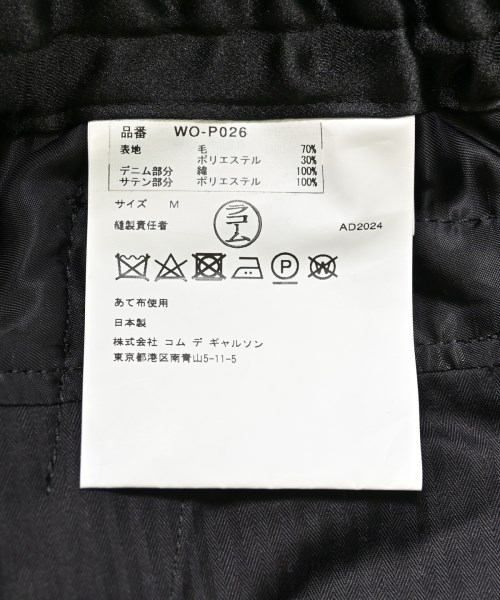 品番 WO-P026
表地 毛 70%
ポリエステル 30%
デニム部分 綿 100%
サテン部分 ポリエステル 100%
サイズ M
縫製責任者 コム AD2024
P W
あて布使用
日本製
株式会社 コム デ ギャルソン
東京都港区南青山5-11-5